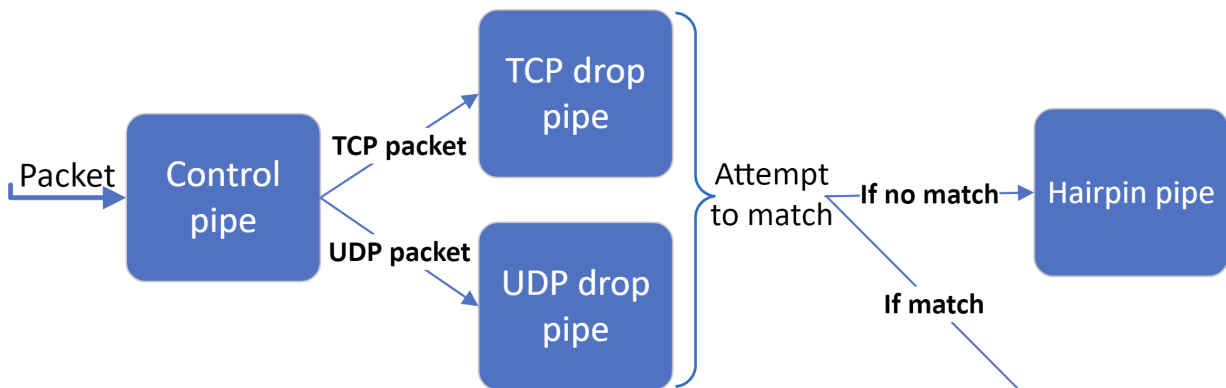 Packet
Control
pipe
TCP packet
UDP packet
TCP drop
pipe
UDP drop
pipe
Attempt
to match
If no match
If match
Hairpin pipe